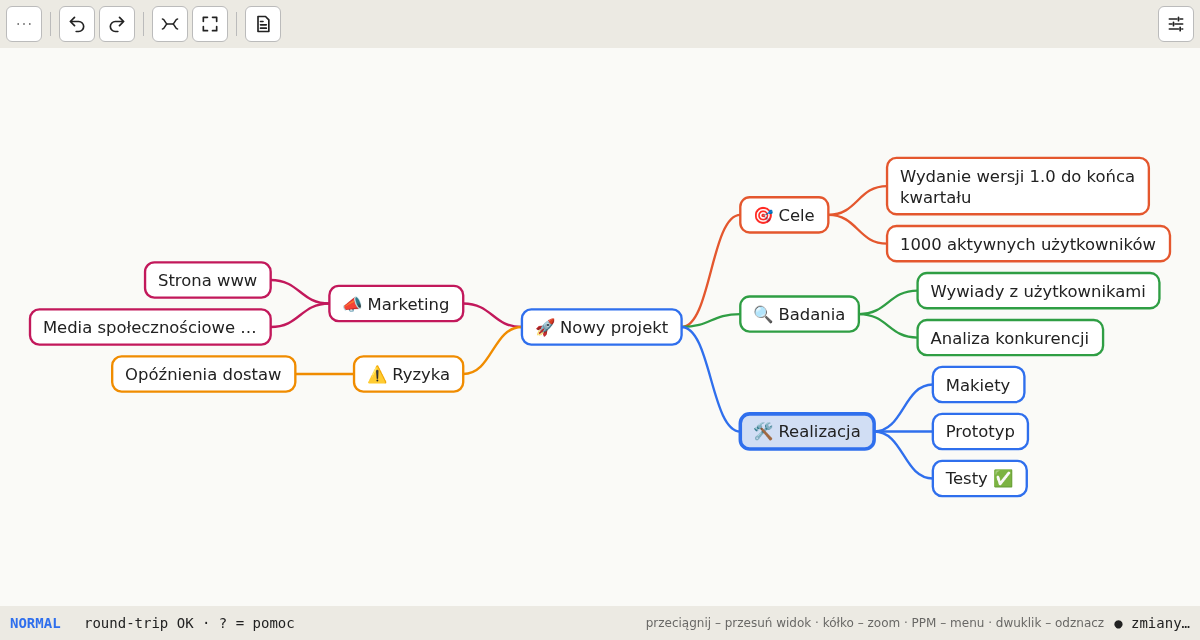 ...
Wydanie wersji 1.0 do końca
kwartału
🎯 Cele
1000 aktywnych użytkowników
Strona www
📣 Marketing
Media społecznościowe …
🚀 Nowy projekt
Wywiady z użytkownikami
🔍 Badania
Analiza konkurencji
Opóźnienia dostaw
⚠️ Ryzyka
Makiety
🛠️ Realizacja
Prototyp
Testy ✅
NORMAL round-trip OK · ? = pomoc
przeciągnij – przesuń widok · kółko – zoom · PPM – menu · dwuklik – odznacz ● zmiany…